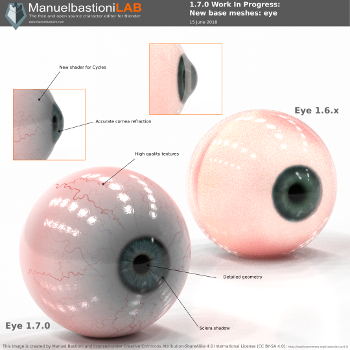 ManuelbastioniLAB
The free and open source character editor for Blender
www.manuelbastioni.com
1.7.0 Work In Progress:
New base meshes: eye
15 June 2018
New shader for Cycles
Accurate cornea refraction
Eye 1.6.x
High quality textures
Detailed geometry
Sclera shadow
Eye 1.7.0
This image is created by Manuel Bastioni and licensed under Creative Commons Attribution-ShareAlike 4.0 International License (CC BY-SA 4.0)